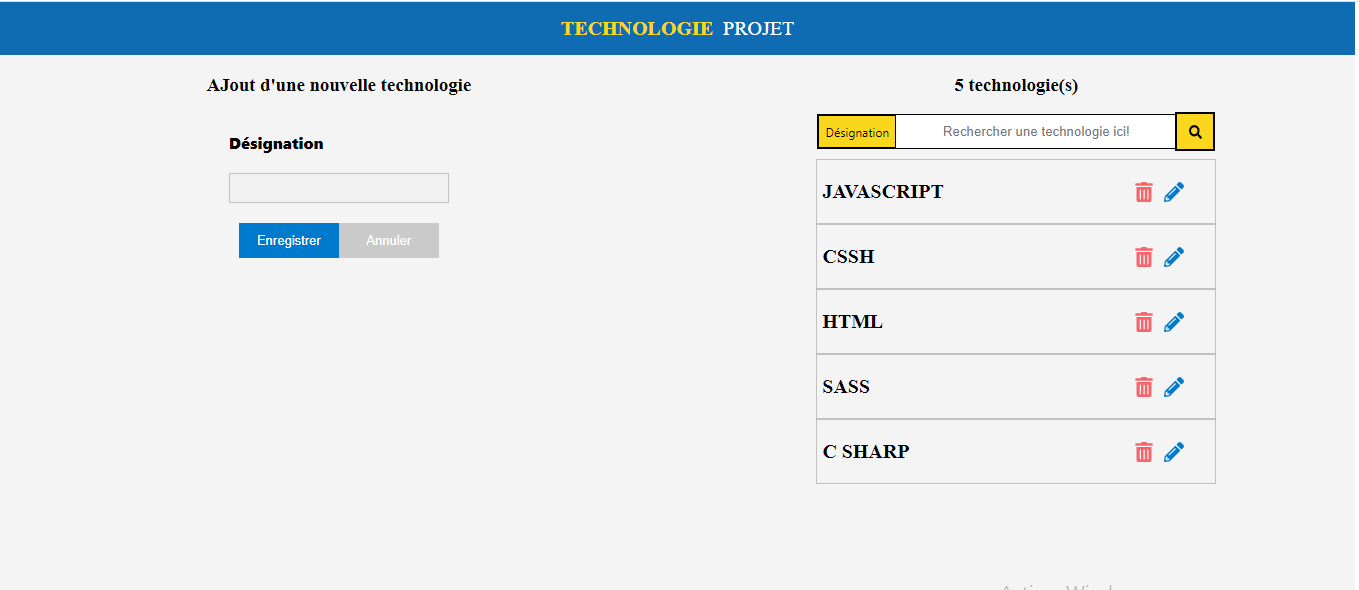 TECHNOLOGIE PROJET
AJout d'une nouvelle technologie
Désignation
Enregistrer Annuler
5 technologie(s)
Désignation Rechercher une technologie ici!
JAVASCRIPT
CSSH
HTML
SASS
C SHARP